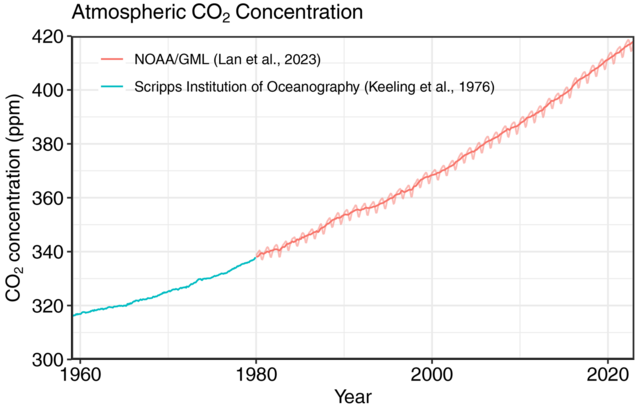 Atmospheric CO₂ Concentration
420
NOAA/GML (Lan et al., 2023)
Scripps Institution of Oceanography (Keeling et al., 1976)
400
380
360
340
320
300
CO₂ concentration (ppm)
1960 1980 2000 2020
Year